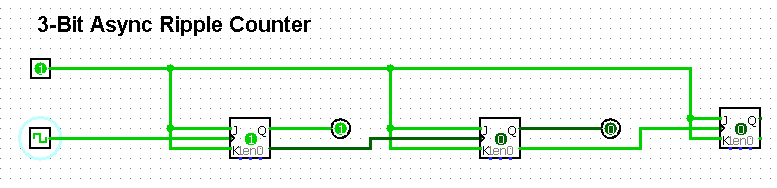 3-Bit Async Ripple Counter
1
J Q
1
K en 0
1
J Q
0
K en 0
0
J Q
0
K en 0